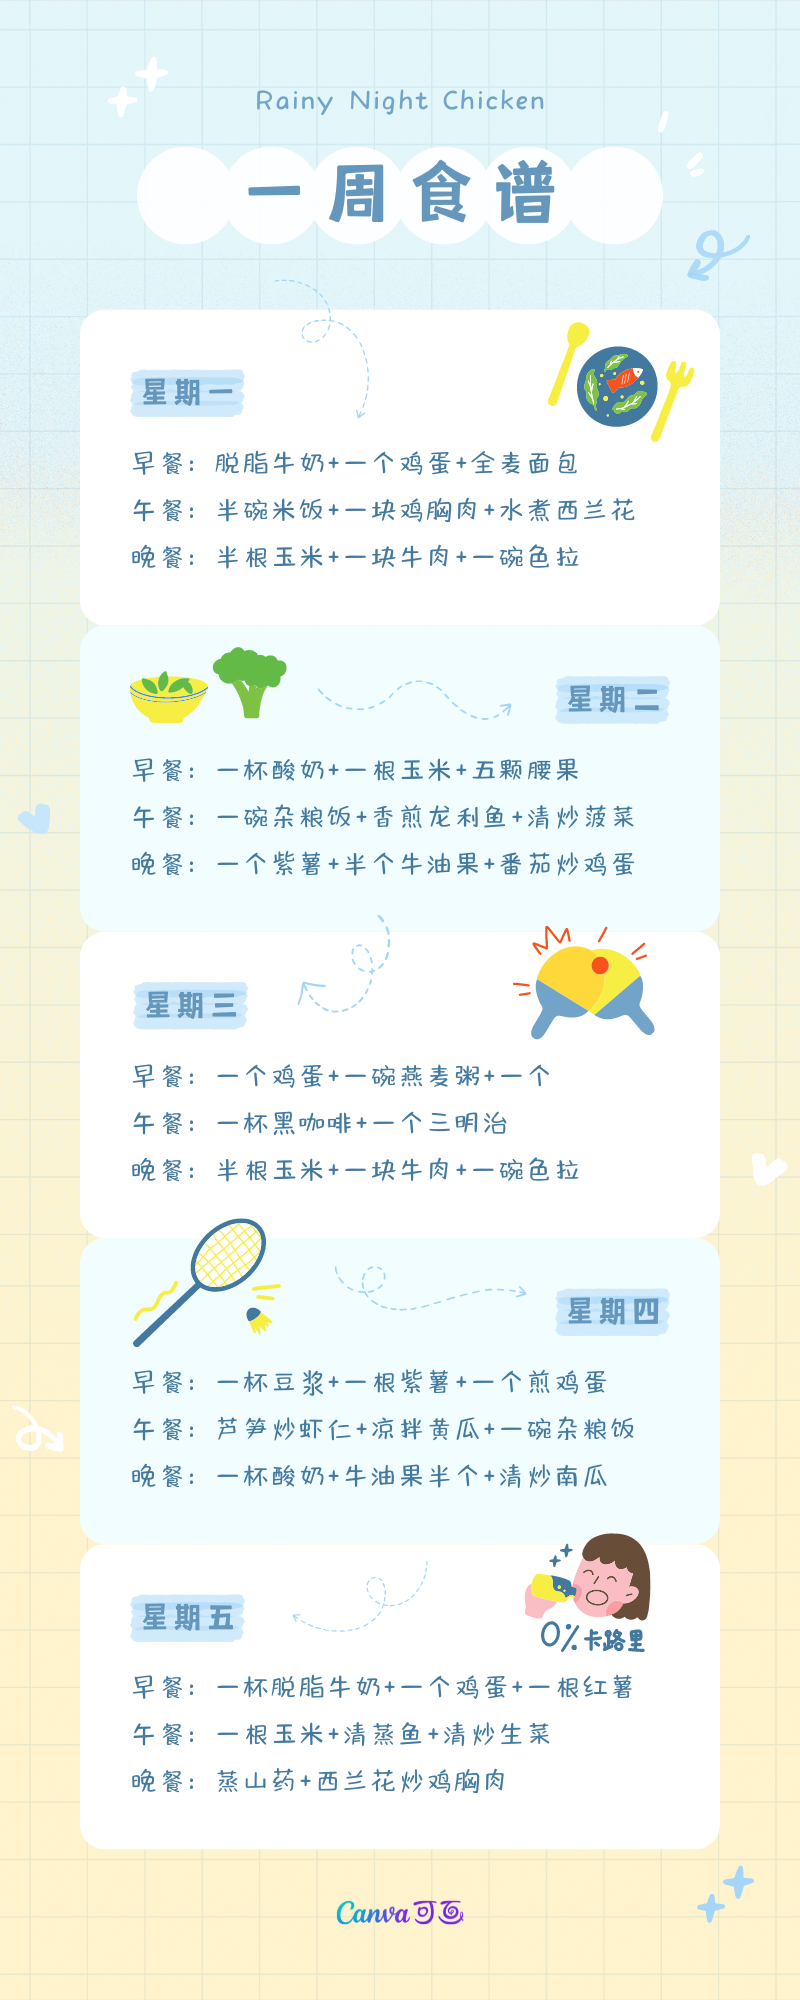 Rainy Night Chicken
一周食谱
星期一
早餐：脱脂牛奶+一个鸡蛋+全麦面包
午餐：半碗米饭+一块鸡胸肉+水煮西兰花
晚餐：半根玉米+一块牛肉+一碗色拉
星期二
早餐：一杯酸奶+一根玉米+五颗腰果
午餐：一碗杂粮饭+香煎龙利鱼+清炒菠菜
晚餐：一个紫薯+半个牛油果+番茄炒鸡蛋
星期三
早餐：一个鸡蛋+一碗燕麦粥+一个
午餐：一杯黑咖啡+一个三明治
晚餐：半根玉米+一块牛肉+一碗色拉
星期四
早餐：一杯豆浆+一根紫薯+一个煎鸡蛋
午餐：芦笋炒虾仁+凉拌黄瓜+一碗杂粮饭
晚餐：一杯酸奶+牛油果半个+清炒南瓜
星期五
0%卡路里
早餐：一杯脱脂牛奶+一个鸡蛋+一根红薯
午餐：一根玉米+清蒸鱼+清炒生菜
晚餐：蒸山药+西兰花炒鸡胸肉
Canva可画